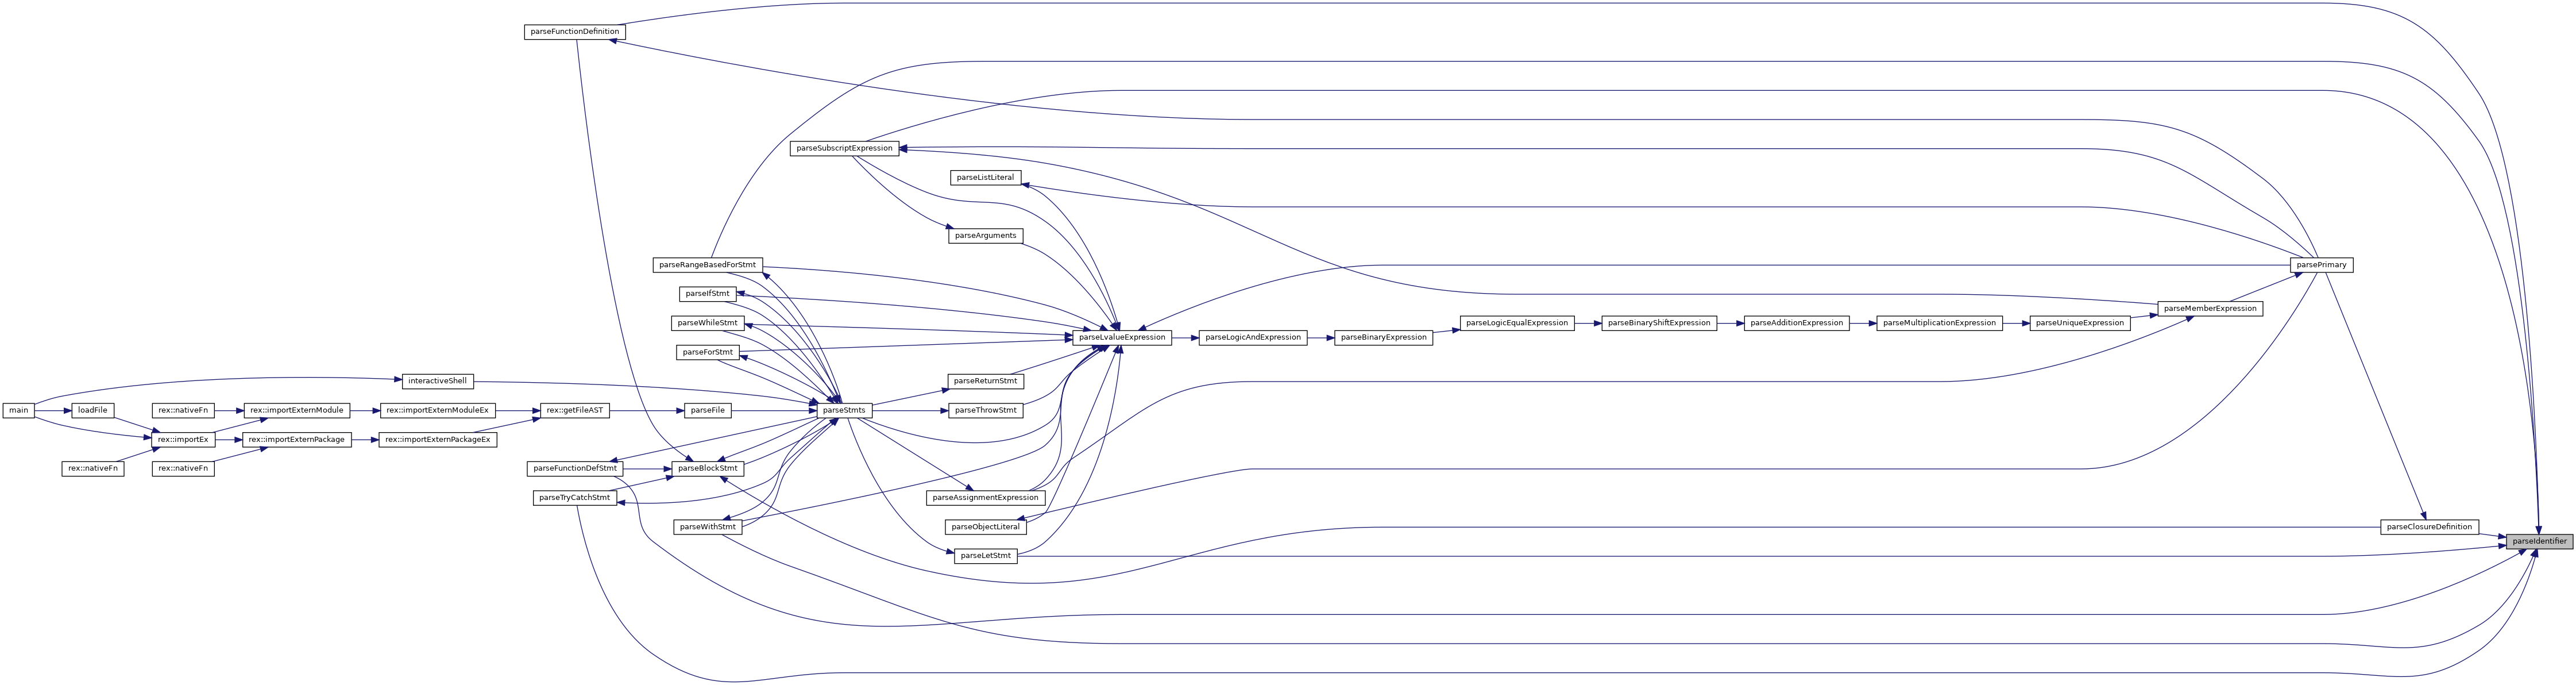 parseFunctionDefinition
parseSubscriptExpression
parseListLiteral
parseArguments
parseRangeBasedForStmt
parsePrimary
parseIfStmt
parseMemberExpression
parseWhileStmt
parseLogicEqualExpression
parseBinaryShiftExpression
parseAdditionExpression
parseMultiplicationExpression
parseUniqueExpression
parseLvalueExpression
parseLogicAndExpression
parseBinaryExpression
parseForStmt
interactiveShell
parseReturnStmt
main
loadFile
rex::nativeFn
rex::importExternModule
rex::importExternModuleEx
rex::getFileAST
parseFile
parseStmts
parseThrowStmt
rex::importEx
rex::importExternPackage
rex::importExternPackageEx
rex::nativeFn
rex::nativeFn
parseFunctionDefStmt
parseBlockStmt
parseTryCatchStmt
parseAssignmentExpression
parseWithStmt
parseObjectLiteral
parseClosureDefinition
parseIdentifier
parseLetStmt